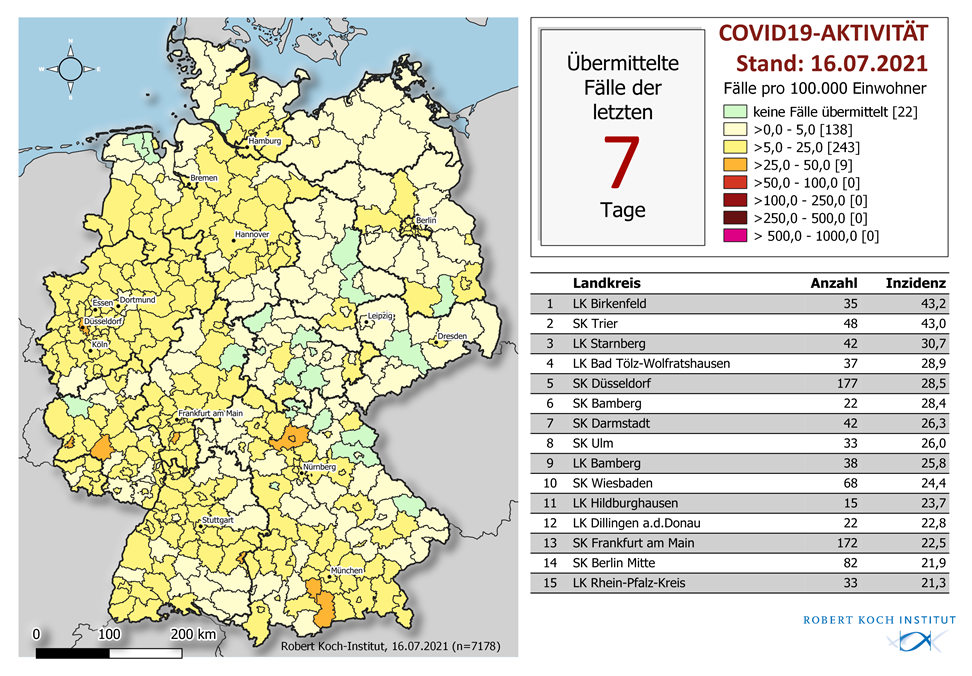 N
W
E
S
Hamburg
Bremen
Berlin
Hannover
Essen
Dortmund
Düsseldorf
Köln
Leipzig
Dresden
Frankfurt am Main
Nürnberg
Stuttgart
München
0 100 200 km
Robert Koch-Institut, 16.07.2021 (n=7178)
Übermittelte
Fälle der
letzten
7
Tage
COVID19-AKTIVITÄT
Stand: 16.07.2021
Fälle pro 100.000 Einwohner
keine Fälle übermittelt [22]
>0,0 - 5,0 [138]
>5,0 - 25,0 [243]
>25,0 - 50,0 [9]
>50,0 - 100,0 [0]
>100,0 - 250,0 [0]
>250,0 - 500,0 [0]
> 500,0 - 1000,0 [0]
Landkreis Anzahl Inzidenz
1 LK Birkenfeld 35 43,2
2 SK Trier 48 43,0
3 LK Starnberg 42 30,7
4 LK Bad Tölz-Wolfratshausen 37 28,9
5 SK Düsseldorf 177 28,5
6 SK Bamberg 22 28,4
7 SK Darmstadt 42 26,3
8 SK Ulm 33 26,0
9 LK Bamberg 38 25,8
10 SK Wiesbaden 68 24,4
11 LK Hildburghausen 15 23,7
12 LK Dillingen a.d.Donau 22 22,8
13 SK Frankfurt am Main 172 22,5
14 SK Berlin Mitte 82 21,9
15 LK Rhein-Pfalz-Kreis 33 21,3
ROBERT KOCH INSTITUT